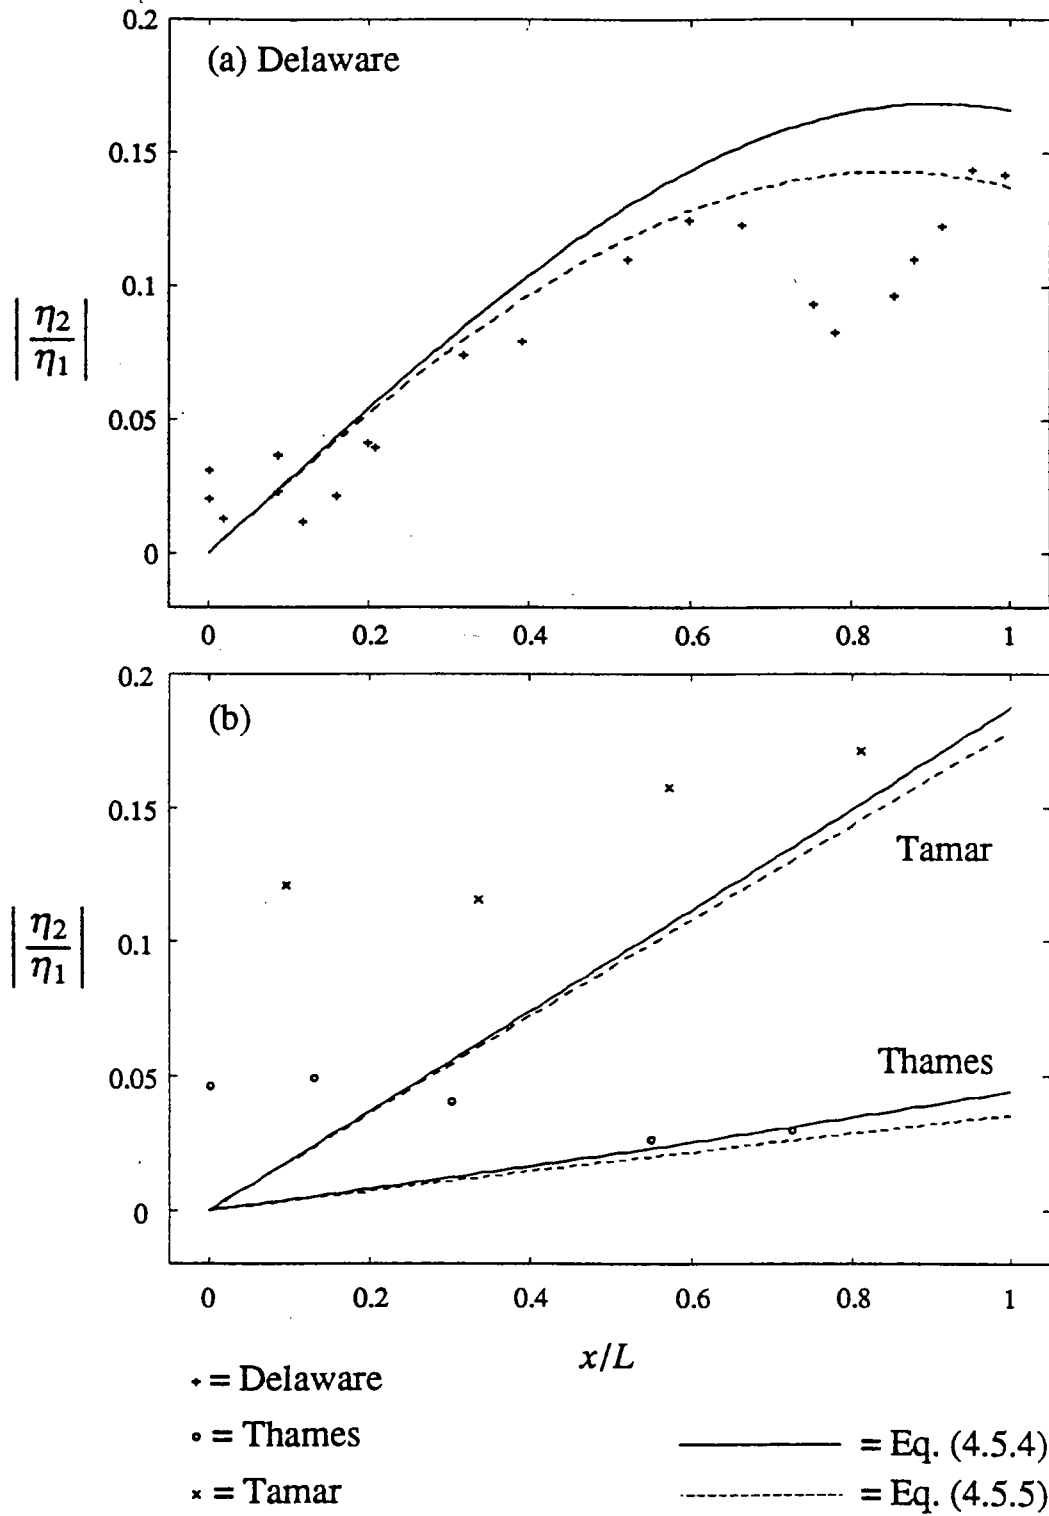 0.2
(a) Delaware
0.15
0.1
|η2/η1|
0.05
0
0 0.2 0.4 0.6 0.8 1
0.2
(b)
0.15
Tamar
0.1
|η2/η1|
Thames
0.05
0
0 0.2 0.4 0.6 0.8 1
x/L
+ = Delaware
o = Thames
x = Tamar
= Eq. (4.5.4)
= Eq. (4.5.5)